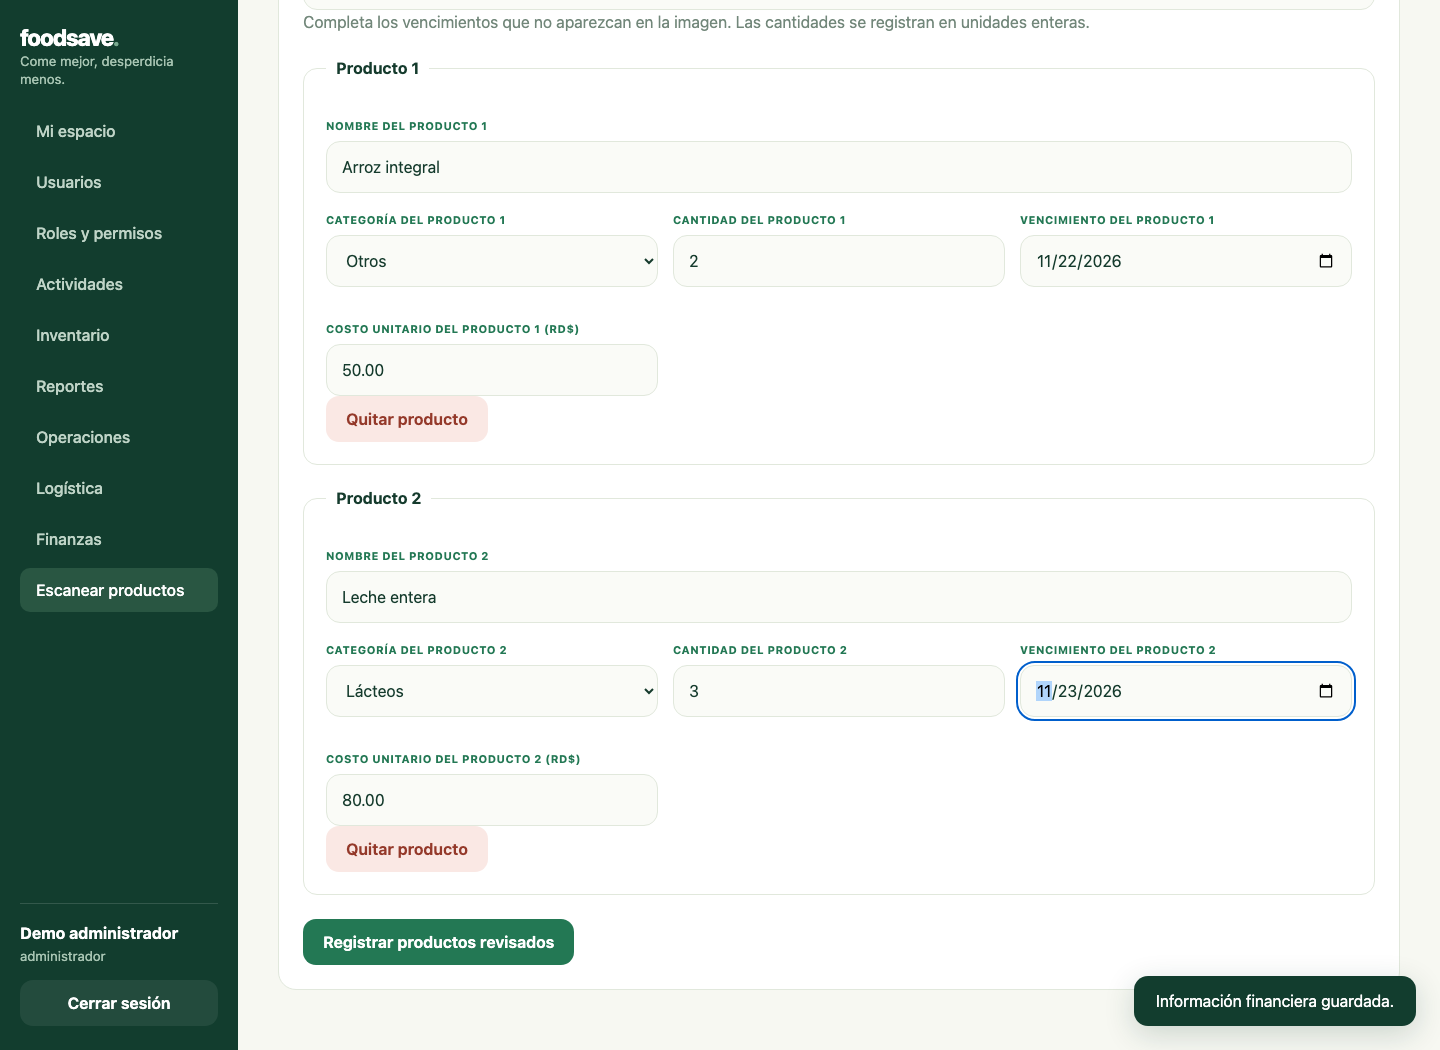 foodsave.
Come mejor, desperdicia
menos.
Mi espacio
Usuarios
Roles y permisos
Actividades
Inventario
Reportes
Operaciones
Logística
Finanzas
Escanear productos
Demo administrador
administrador
Cerrar sesión
Completa los vencimientos que no aparezcan en la imagen. Las cantidades se registran en unidades enteras.
Producto 1
NOMBRE DEL PRODUCTO 1
Arroz integral
CATEGORÍA DEL PRODUCTO 1
Otros
CANTIDAD DEL PRODUCTO 1
2
VENCIMIENTO DEL PRODUCTO 1
11/22/2026
COSTO UNITARIO DEL PRODUCTO 1 (RD$)
50.00
Quitar producto
Producto 2
NOMBRE DEL PRODUCTO 2
Leche entera
CATEGORÍA DEL PRODUCTO 2
Lácteos
CANTIDAD DEL PRODUCTO 2
3
VENCIMIENTO DEL PRODUCTO 2
11/23/2026
COSTO UNITARIO DEL PRODUCTO 2 (RD$)
80.00
Quitar producto
Registrar productos revisados
Información financiera guardada.